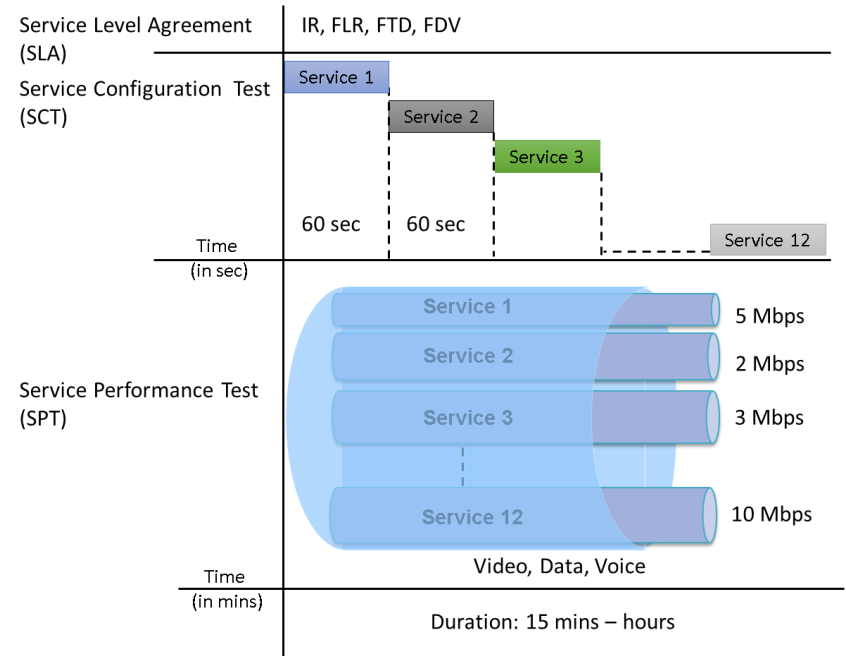 Service Level Agreement
(SLA)
IR, FLR, FTD, FDV
Service Configuration Test
(SCT)
Service 1
Service 2
Service 3
60 sec
60 sec
Service 12
Time
(in sec)
Service 1
5 Mbps
Service 2
2 Mbps
Service Performance Test
(SPT)
Service 3
3 Mbps
Service 12
10 Mbps
Video, Data, Voice
Time
(in mins)
Duration: 15 mins – hours